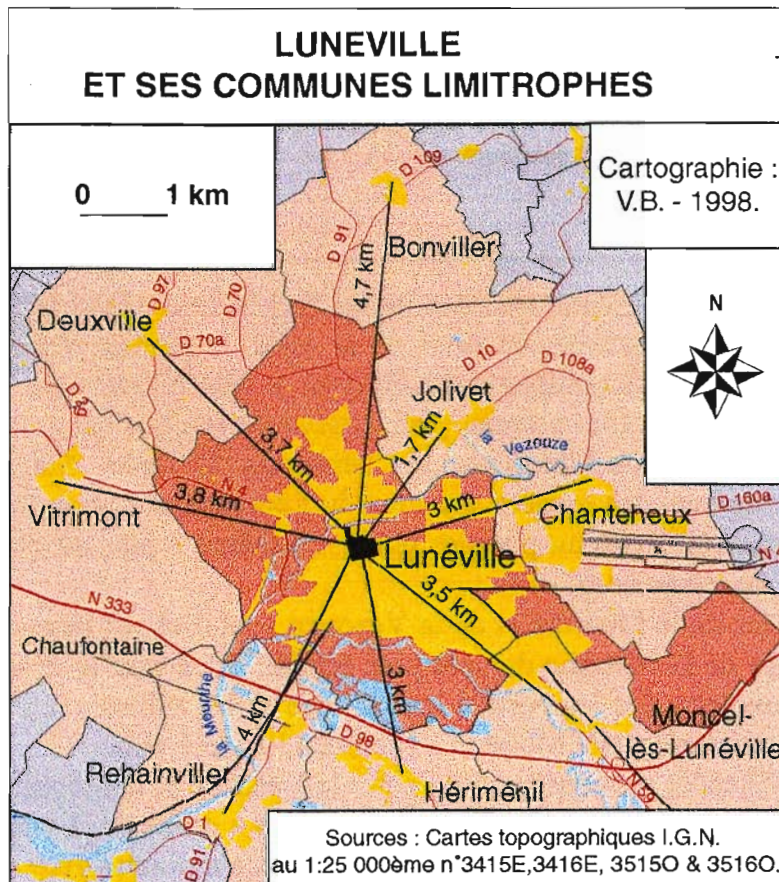 LUNEVILLE
ET SES COMMUNES LIMITROPHES
0 1 km
Cartographie :
V.B. - 1998.
D 109
Bonviller
D 91
4,7 km
N
D 97
D 70
Deuxville
D 70a
D 10
D 108a
Jolivet
1,7 km
la Vezouze
3,7 km
N 4
3,8 km
Vitrimont
3 km
Chanteheux
D 160a
N 4
Lunéville
3,5 km
N 333
Chaufontaine
la Meurthe
4 km
3 km
D 98
Moncel-
lès-Lunéville
N 59
Rehainviller
Hériménil
D 1
D 91
Sources : Cartes topographiques I.G.N.
au 1:25 000ème n°3415E,3416E, 3515O & 3516O.